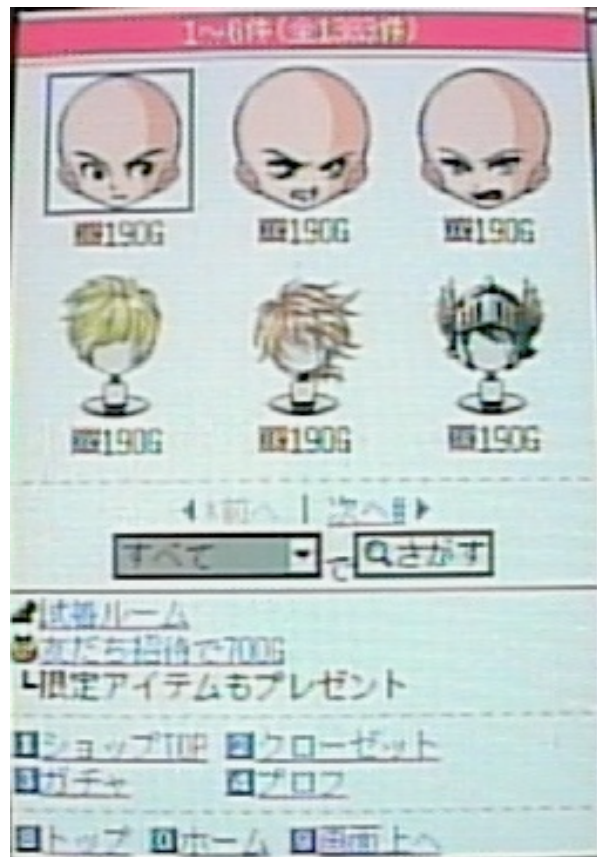 1〜6件(全1383件)
190G 190G 190G
190G 190G 190G
前へ | 次へ
すべて で さがす
試着ルーム
友だち招待で700G
┗限定アイテムもプレゼント
1ショップTOP 2クローゼット
3ガチャ 4プロフ
トップ 0ホーム 画面上へ